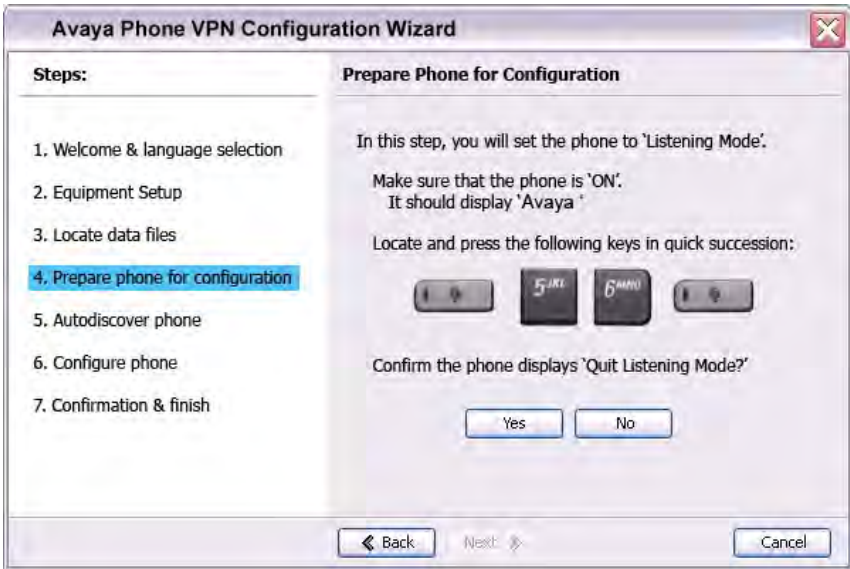 Avaya Phone VPN Configuration Wizard
Steps:
1. Welcome & language selection
2. Equipment Setup
3. Locate data files
4. Prepare phone for configuration
5. Autodiscover phone
6. Configure phone
7. Confirmation & finish
Prepare Phone for Configuration
In this step, you will set the phone to ‘Listening Mode’.
Make sure that the phone is ‘ON’.
It should display ‘Avaya ‘
Locate and press the following keys in quick succession:
5 JKL 6 MNO
Confirm the phone displays ‘Quit Listening Mode?’
Yes No
Back Next Cancel